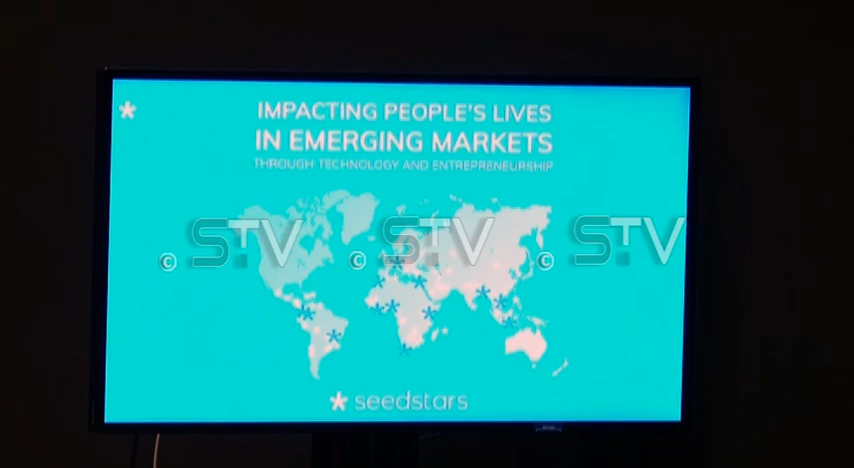 IMPACTING PEOPLE'S LIVES
IN EMERGING MARKETS
THROUGH TECHNOLOGY AND ENTREPRENEURSHIP
© STV © STV © STV
seedstars